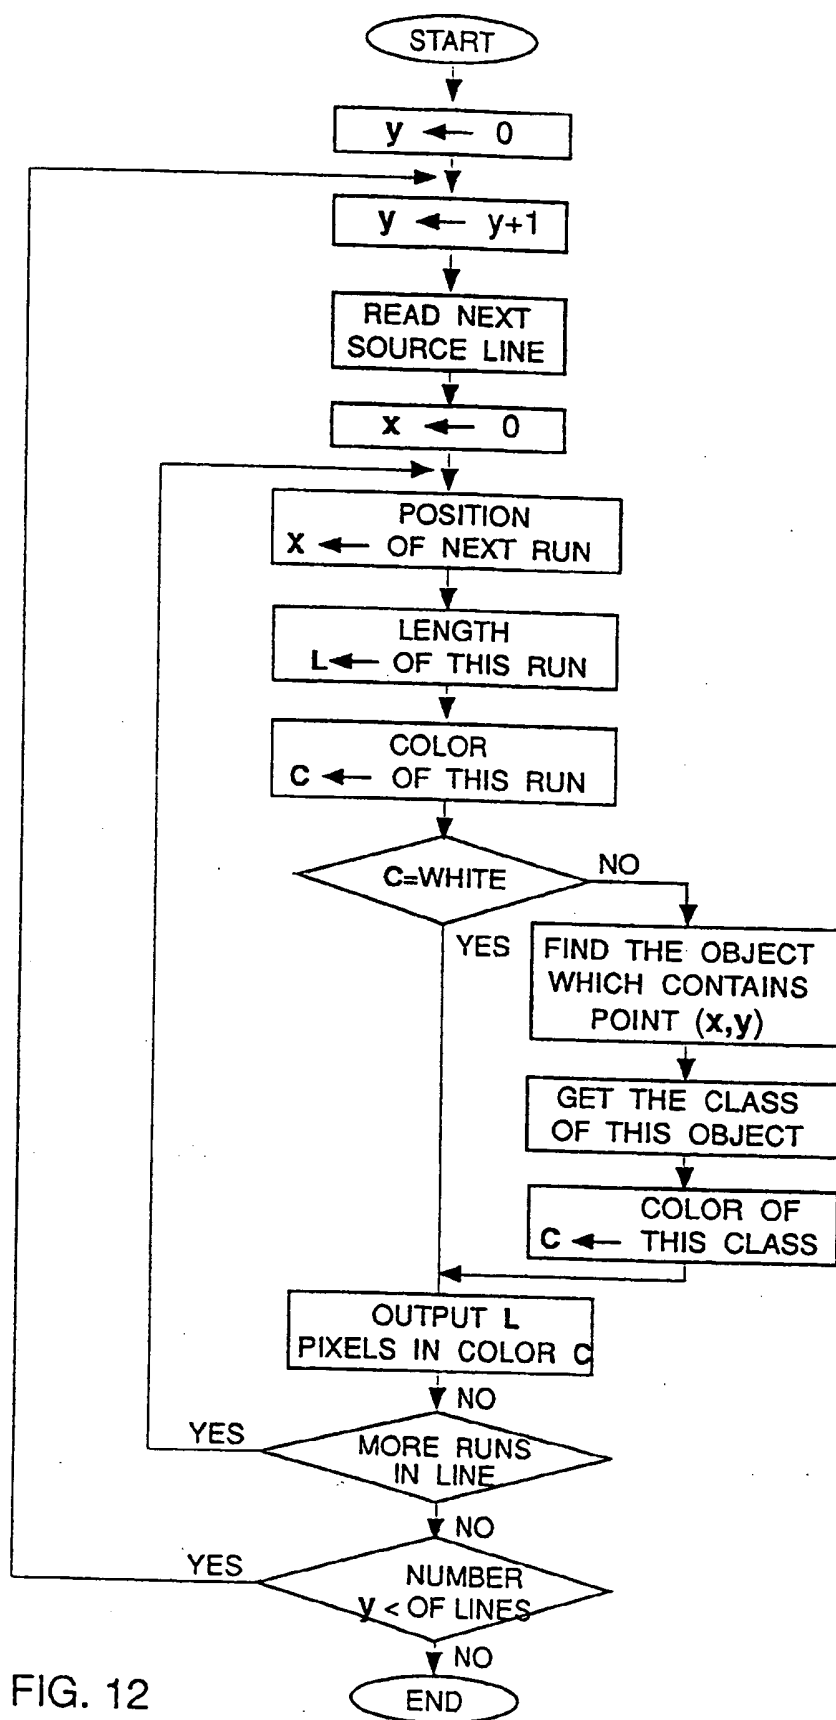 START
y ← 0
y ← y+1
READ NEXT
SOURCE LINE
x ← 0
POSITION
x ← OF NEXT RUN
LENGTH
L ← OF THIS RUN
COLOR
C ← OF THIS RUN
C=WHITE
NO
YES
FIND THE OBJECT
WHICH CONTAINS
POINT (x,y)
GET THE CLASS
OF THIS OBJECT
COLOR OF
C ← THIS CLASS
OUTPUT L
PIXELS IN COLOR C
NO
YES
MORE RUNS
IN LINE
NO
YES
NUMBER
y < OF LINES
NO
END
FIG. 12